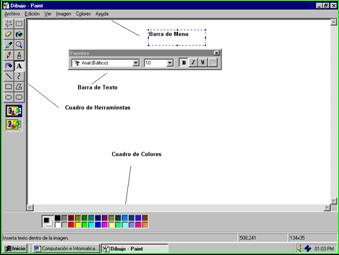 Dibujo - Paint
Archivo Edición Ver Imagen Colores Ayuda
Barra de Menu
Fuentes
Arial (Edifico) 10 N
Barra de Texto
Cuadro de Herramientas
Cuadro de Colores
Inserta texto dentro de la imagen. 508,241 134x35
Inicio Computación e Informatica... Dibujo - Paint 01:03 PM